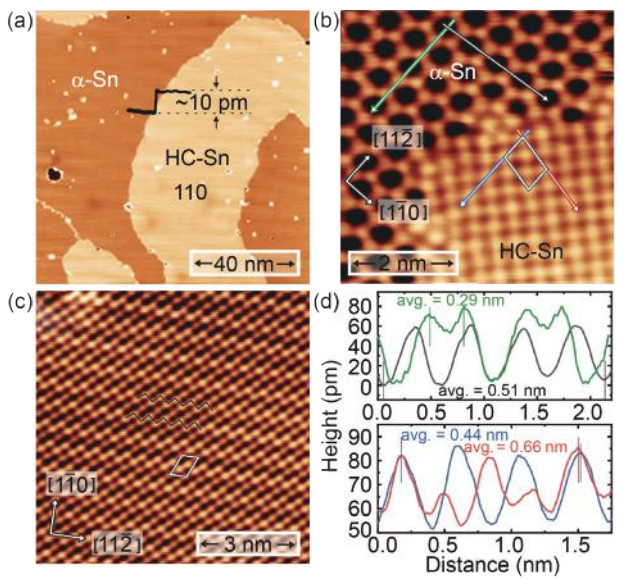 (a)
α-Sn
~10 pm
HC-Sn
110
40 nm
(b)
α-Sn
[112̄]
[11̄0]
HC-Sn
2 nm
(c)
[11̄0]
[112̄]
3 nm
(d)
80
60
40
20
0
avg. = 0.29 nm
avg. = 0.51 nm
0.0 0.5 1.0 1.5 2.0
Height (pm)
90
80
70
60
50
avg. = 0.44 nm
avg. = 0.66 nm
0.0 0.5 1.0 1.5
Distance (nm)